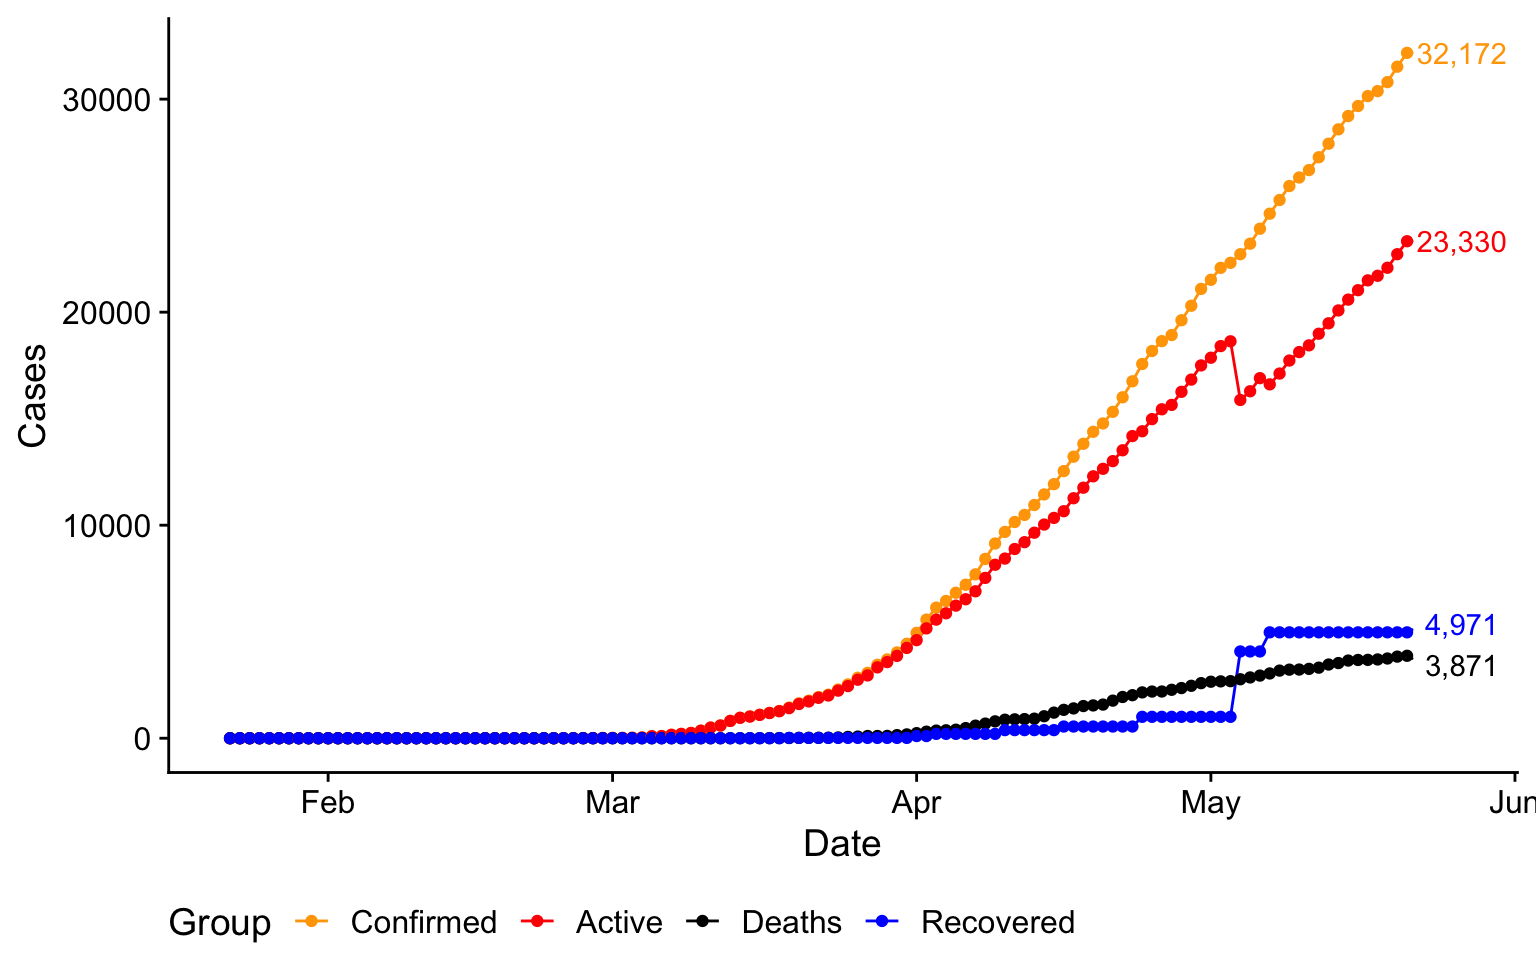 32,172
30000
23,330
20000
Cases
10000
4,971
3,871
0
Feb Mar Apr May Jun
Date
Group Confirmed Active Deaths Recovered